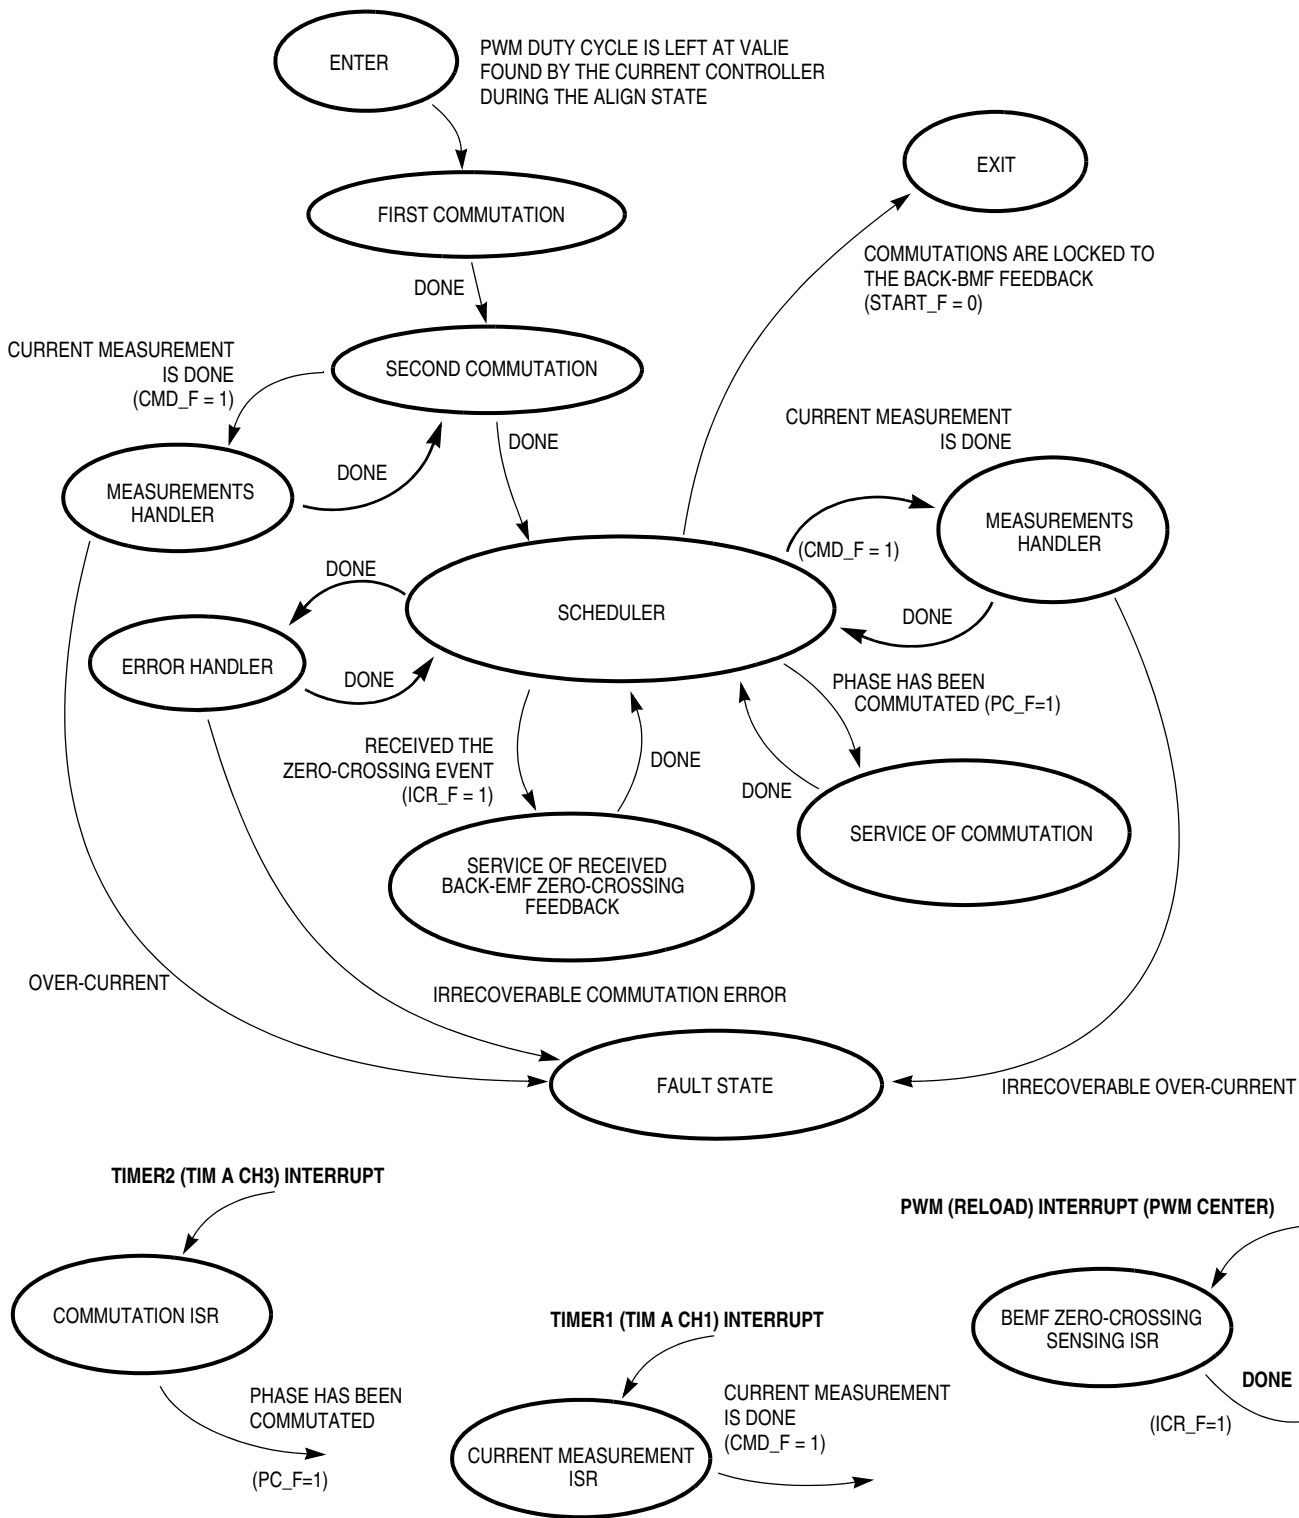 ENTER
PWM DUTY CYCLE IS LEFT AT VALIE
FOUND BY THE CURRENT CONTROLLER
DURING THE ALIGN STATE
EXIT
FIRST COMMUTATION
COMMUTATIONS ARE LOCKED TO
THE BACK-BMF FEEDBACK
(START_F = 0)
DONE
CURRENT MEASUREMENT
IS DONE
(CMD_F = 1)
SECOND COMMUTATION
CURRENT MEASUREMENT
IS DONE
DONE
DONE
MEASUREMENTS
HANDLER
MEASUREMENTS
HANDLER
(CMD_F = 1)
DONE
SCHEDULER
DONE
ERROR HANDLER
DONE
PHASE HAS BEEN
COMMUTATED (PC_F=1)
RECEIVED THE
ZERO-CROSSING EVENT
(ICR_F = 1)
DONE
DONE
SERVICE OF COMMUTATION
SERVICE OF RECEIVED
BACK-EMF ZERO-CROSSING
FEEDBACK
OVER-CURRENT
IRRECOVERABLE COMMUTATION ERROR
FAULT STATE
IRRECOVERABLE OVER-CURRENT
TIMER2 (TIM A CH3) INTERRUPT
PWM (RELOAD) INTERRUPT (PWM CENTER)
COMMUTATION ISR
TIMER1 (TIM A CH1) INTERRUPT
BEMF ZERO-CROSSING
SENSING ISR
DONE
PHASE HAS BEEN
COMMUTATED
(PC_F=1)
CURRENT MEASUREMENT
IS DONE
(CMD_F = 1)
(ICR_F=1)
CURRENT MEASUREMENT
ISR